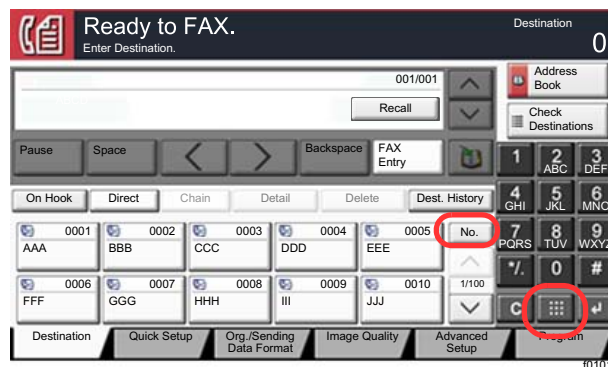 Ready to FAX.
Enter Destination.
Destination
0
001/001
Recall
Address
Book
Check
Destinations
Pause
Space
Backspace
FAX
Entry
1
2
ABC
3
DEF
On Hook
Direct
Chain
Detail
Delete
Dest. History
4
GHI
5
JKL
6
MNO
0001
AAA
0002
BBB
0003
CCC
0004
DDD
0005
EEE
No.
7
PQRS
8
TUV
9
WXYZ
*/.
0
#
0006
FFF
0007
GGG
0008
HHH
0009
III
0010
JJJ
1/100
C
Destination
Quick Setup
Org./Sending
Data Format
Image Quality
Advanced
Setup
Program
f0101